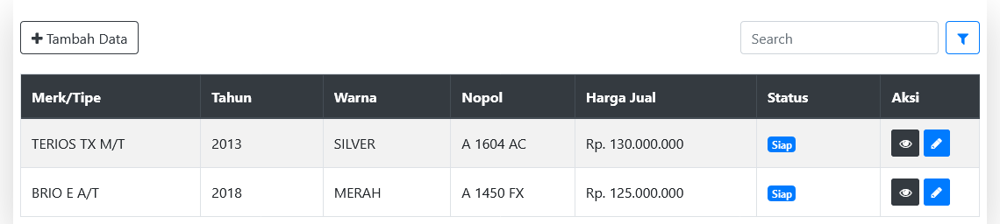 Tambah Data
Search
Merk/Tipe Tahun Warna Nopol Harga Jual Status Aksi
TERIOS TX M/T 2013 SILVER A 1604 AC Rp. 130.000.000 Siap
BRIO E A/T 2018 MERAH A 1450 FX Rp. 125.000.000 Siap